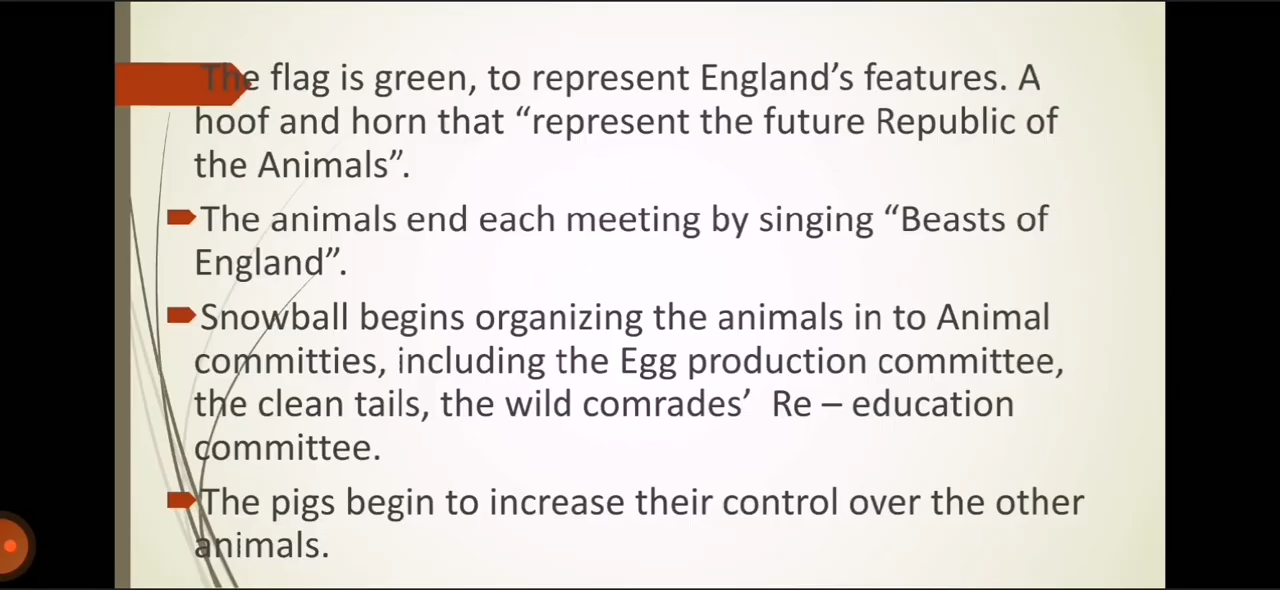 The flag is green, to represent England’s features. A
hoof and horn that “represent the future Republic of
the Animals”.
The animals end each meeting by singing “Beasts of
England”.
Snowball begins organizing the animals in to Animal
committies, including the Egg production committee,
the clean tails, the wild comrades’ Re – education
committee.
The pigs begin to increase their control over the other
animals.